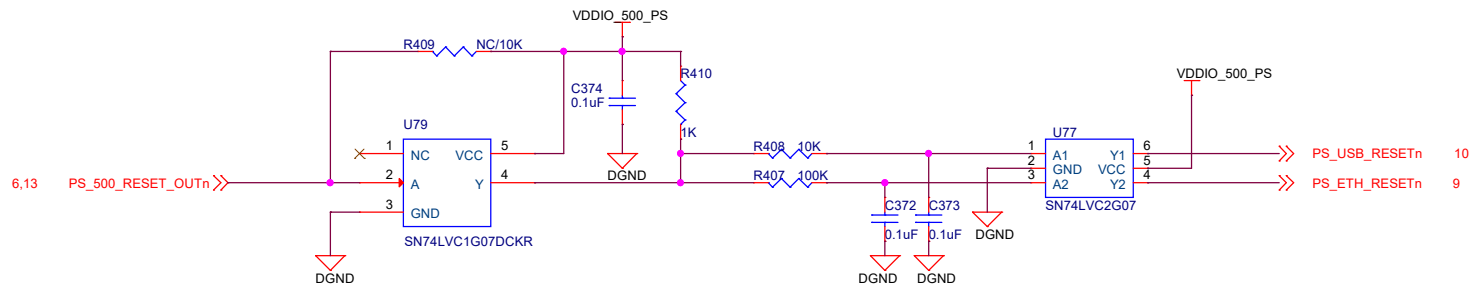 VDDIO_500_PS
R409 NC/10K
R410
VDDIO_500_PS
C374
0.1uF
U79
U77
1K
1 NC VCC 5
R408 10K
1 A1 Y1 6
PS_USB_RESETn 10
2 GND VCC 5
DGND
6,13 PS_500_RESET_OUTn
2 A Y 4
R407 100K
3 A2 Y2 4
PS_ETH_RESETn 9
SN74LVC2G07
3 GND
C372 C373
DGND
SN74LVC1G07DCKR
0.1uF 0.1uF
DGND
DGND DGND